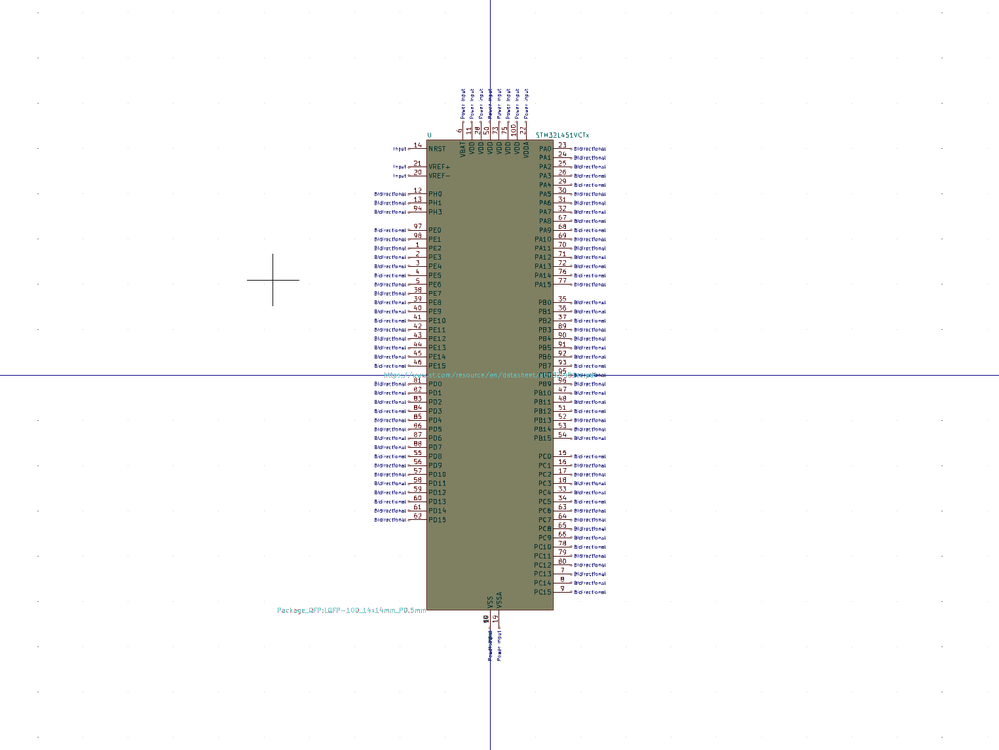 Power Input Power Input Power Input Power Input Power Input Power Input Power Input
6 11 28 50 73 75 100 22
U STM32L451VCTx
VBAT VDD VDD VDD VDD VDD VDD VDDA
Input 14 NRST PA0 23 Bidirectional
PA1 24 Bidirectional
Input 21 VREF+ PA2 25 Bidirectional
Input 20 VREF- PA3 26 Bidirectional
PA4 29 Bidirectional
Bidirectional 12 PH0 PA5 30 Bidirectional
Bidirectional 13 PH1 PA6 31 Bidirectional
Bidirectional 94 PH3 PA7 32 Bidirectional
PA8 67 Bidirectional
Bidirectional 97 PE0 PA9 68 Bidirectional
Bidirectional 98 PE1 PA10 69 Bidirectional
Bidirectional 1 PE2 PA11 70 Bidirectional
Bidirectional 2 PE3 PA12 71 Bidirectional
Bidirectional 3 PE4 PA13 72 Bidirectional
Bidirectional 4 PE5 PA14 76 Bidirectional
Bidirectional 5 PE6 PA15 77 Bidirectional
Bidirectional 38 PE7
Bidirectional 39 PE8 PB0 35 Bidirectional
Bidirectional 40 PE9 PB1 36 Bidirectional
Bidirectional 41 PE10 PB2 37 Bidirectional
Bidirectional 42 PE11 PB3 89 Bidirectional
Bidirectional 43 PE12 PB4 90 Bidirectional
Bidirectional 44 PE13 PB5 91 Bidirectional
Bidirectional 45 PE14 PB6 92 Bidirectional
Bidirectional 46 PE15 PB7 93 Bidirectional
95
Bidirectional 81 PD0 PB9 96 Bidirectional
Bidirectional 82 PD1 PB10 47 Bidirectional
Bidirectional 83 PD2 PB11 48 Bidirectional
Bidirectional 84 PD3 PB12 51 Bidirectional
Bidirectional 85 PD4 PB13 52 Bidirectional
Bidirectional 86 PD5 PB14 53 Bidirectional
Bidirectional 87 PD6 PB15 54 Bidirectional
Bidirectional 88 PD7
Bidirectional 55 PD8 PC0 15 Bidirectional
Bidirectional 56 PD9 PC1 16 Bidirectional
Bidirectional 57 PD10 PC2 17 Bidirectional
Bidirectional 58 PD11 PC3 18 Bidirectional
Bidirectional 59 PD12 PC4 33 Bidirectional
Bidirectional 60 PD13 PC5 34 Bidirectional
Bidirectional 61 PD14 PC6 63 Bidirectional
Bidirectional 62 PD15 PC7 64 Bidirectional
PC8 65 Bidirectional
PC9 66 Bidirectional
PC10 78 Bidirectional
PC11 79 Bidirectional
PC12 80 Bidirectional
PC13 7 Bidirectional
PC14 8 Bidirectional
PC15 9 Bidirectional
VSS VSSA
Package_QFP:LQFP-100_14x14mm_P0.5mm
19
Power Input